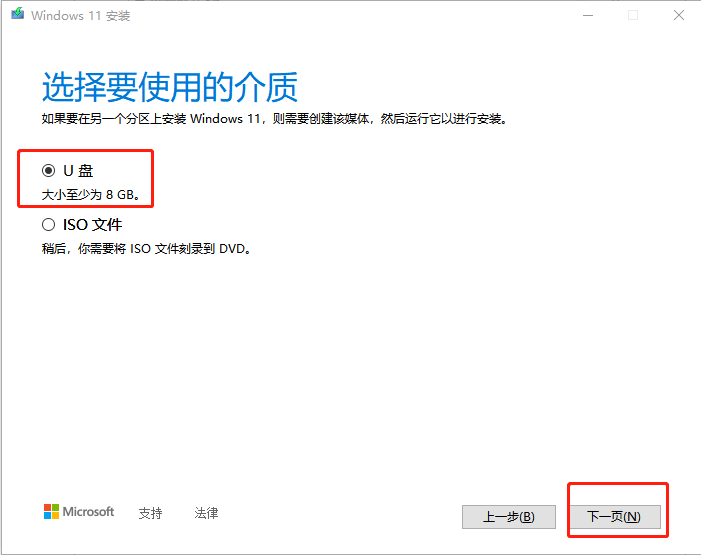 Windows 11 安装
选择要使用的介质
如果要在另一个分区上安装 Windows 11，则需要创建该媒体，然后运行它以进行安装。
U 盘
大小至少为 8 GB。
ISO 文件
稍后，你需要将 ISO 文件刻录到 DVD。
Microsoft 支持 法律 上一步(B) 下一页(N)